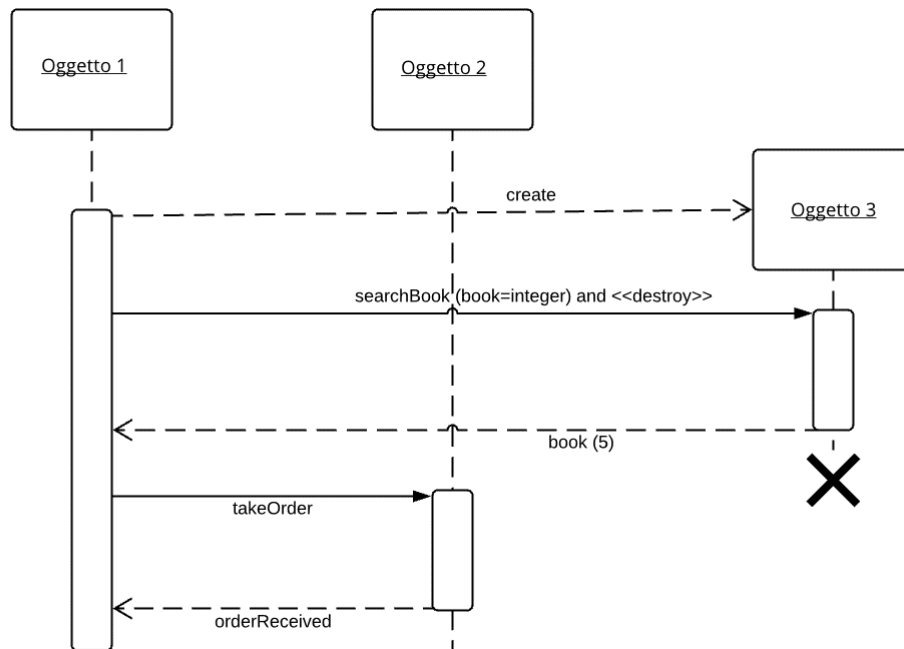 Oggetto 1
Oggetto 2
Oggetto 3
create
searchBook (book=integer) and <<destroy>>
book (5)
takeOrder
orderReceived